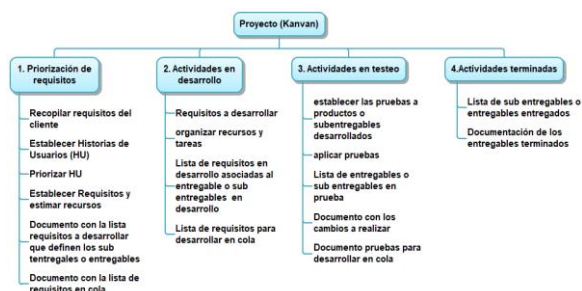 Proyecto (Kanvan)
1. Priorización de
requisitos
Recopilar requisitos del
cliente
Establecer Historias de
Usuarios (HU)
Priorizar HU
Establecer Requisitos y
estimar recursos
Documento con la lista
requisitos a desarrollar
que definen los sub
tentregales o entregables
Documento con la lista de
requisitos en cola
2. Actividades en
desarrollo
Requisitos a desarrollar
organizar recursos y
tareas
Lista de requisitos en
desarrollo asociadas al
entregable o sub
entregables en
desarrollo
Lista de requisitos para
desarrollar en cola
3. Actividades en testeo
establecer las pruebas a
productos o
subentregables
desarrollados
aplicar pruebas
Lista de entregables o
sub entregables en
prueba
Documento con los
cambios a realizar
Documento pruebas para
desarrollar en cola
4.Actividades terminadas
Lista de sub entregables o
entregables entregados
Documentación de los
entregables terminados